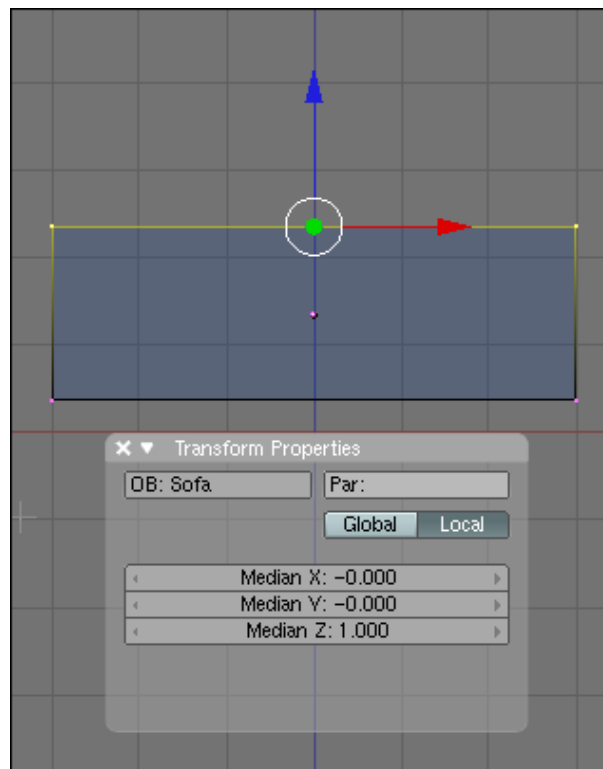 Transform Properties
OB: Sofa Par:
Global Local
Median X: -0.000
Median Y: -0.000
Median Z: 1.000